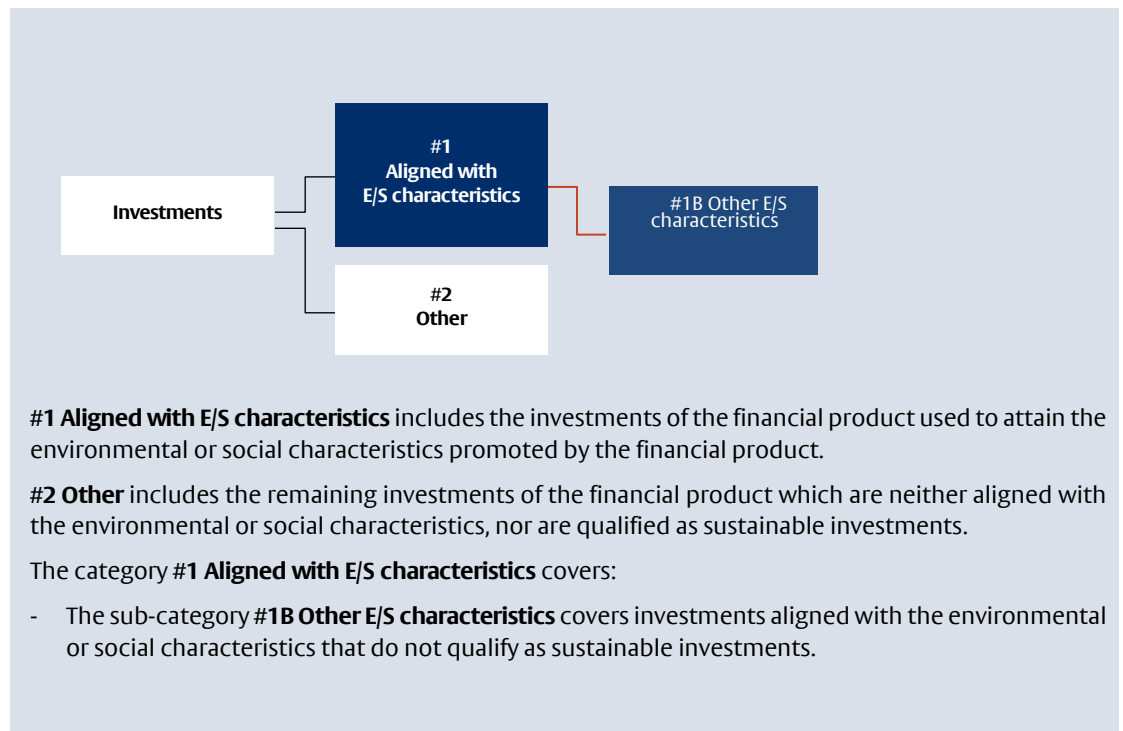 #1
Aligned with
E/S characteristics
Investments
#1B Other E/S
characteristics
#2
Other
#1 Aligned with E/S characteristics includes the investments of the financial product used to attain the
environmental or social characteristics promoted by the financial product.
#2 Other includes the remaining investments of the financial product which are neither aligned with
the environmental or social characteristics, nor are qualified as sustainable investments.
The category #1 Aligned with E/S characteristics covers:
- The sub-category #1B Other E/S characteristics covers investments aligned with the environmental
or social characteristics that do not qualify as sustainable investments.